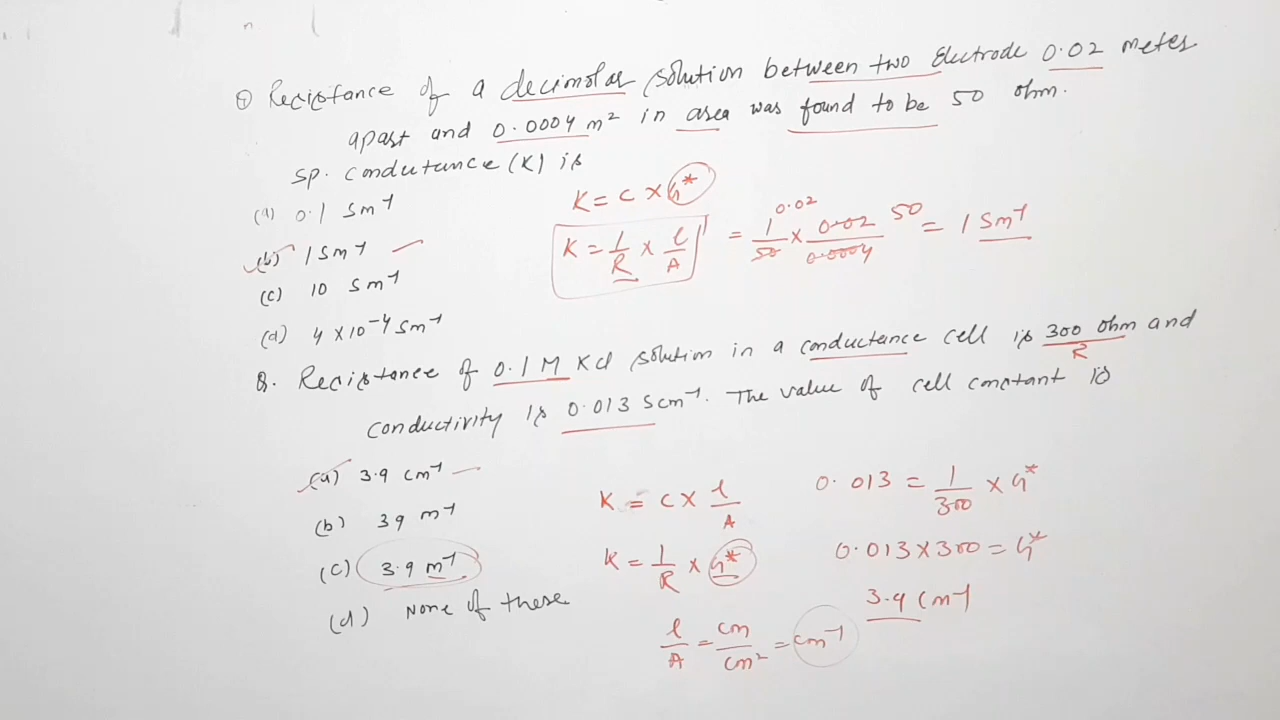 Q Resistance of a decimolar solution between two Electrode 0.02 meter
apart and 0.0004 m² in area was found to be 50 ohm.
sp. conductance (K) is
(a) 0.1 Sm⁻¹
(b) 1 Sm⁻¹
(c) 10 Sm⁻¹
(d) 4 × 10⁻⁴ Sm⁻¹
K = C × G*
K = 1/R × l/A = 1/50 × 0.02/0.0004 = 1 Sm⁻¹
0.02
50
Q. Resistance of 0.1 M KCl solution in a conductance cell is 300 ohm and
R
conductivity is 0.013 Scm⁻¹. The value of cell constant is
(a) 3.9 cm⁻¹
(b) 39 m⁻¹
(c) 3.9 m⁻¹
(d) None of these
K = C × l/A
K = 1/R × G*
l/A = cm/cm² = cm⁻¹
0.013 = 1/300 × G*
0.013 × 300 = G*
3.9 cm⁻¹